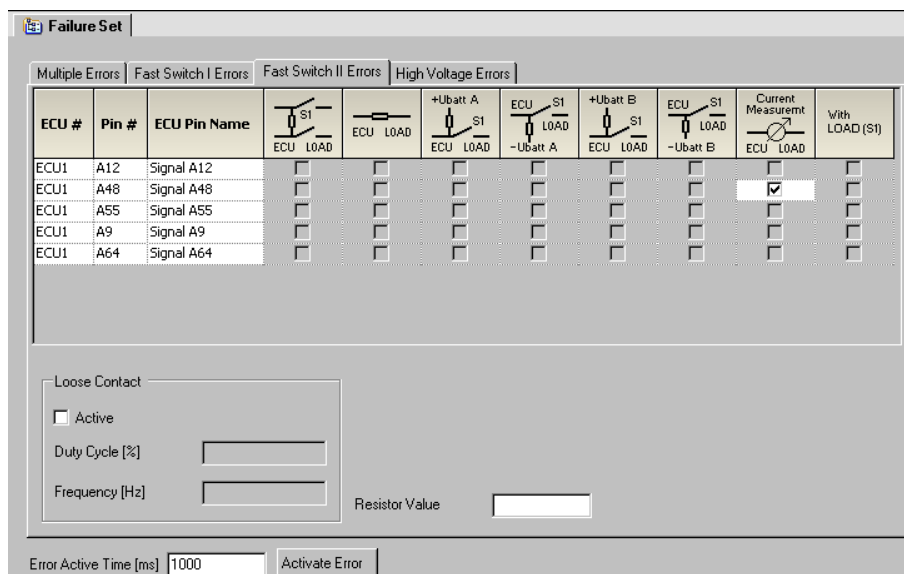 Failure Set
Multiple Errors Fast Switch I Errors Fast Switch II Errors High Voltage Errors
ECU # Pin # ECU Pin Name S1 ECU LOAD ECU LOAD +Ubatt A S1 ECU LOAD ECU S1 LOAD -Ubatt A +Ubatt B S1 ECU LOAD ECU S1 LOAD -Ubatt B Current Measuremt ECU LOAD With LOAD (S1)
ECU1 A12 Signal A12
ECU1 A48 Signal A48
ECU1 A55 Signal A55
ECU1 A9 Signal A9
ECU1 A64 Signal A64
Loose Contact
Active
Duty Cycle [%]
Frequency [Hz]
Resistor Value
Error Active Time [ms] 1000 Activate Error